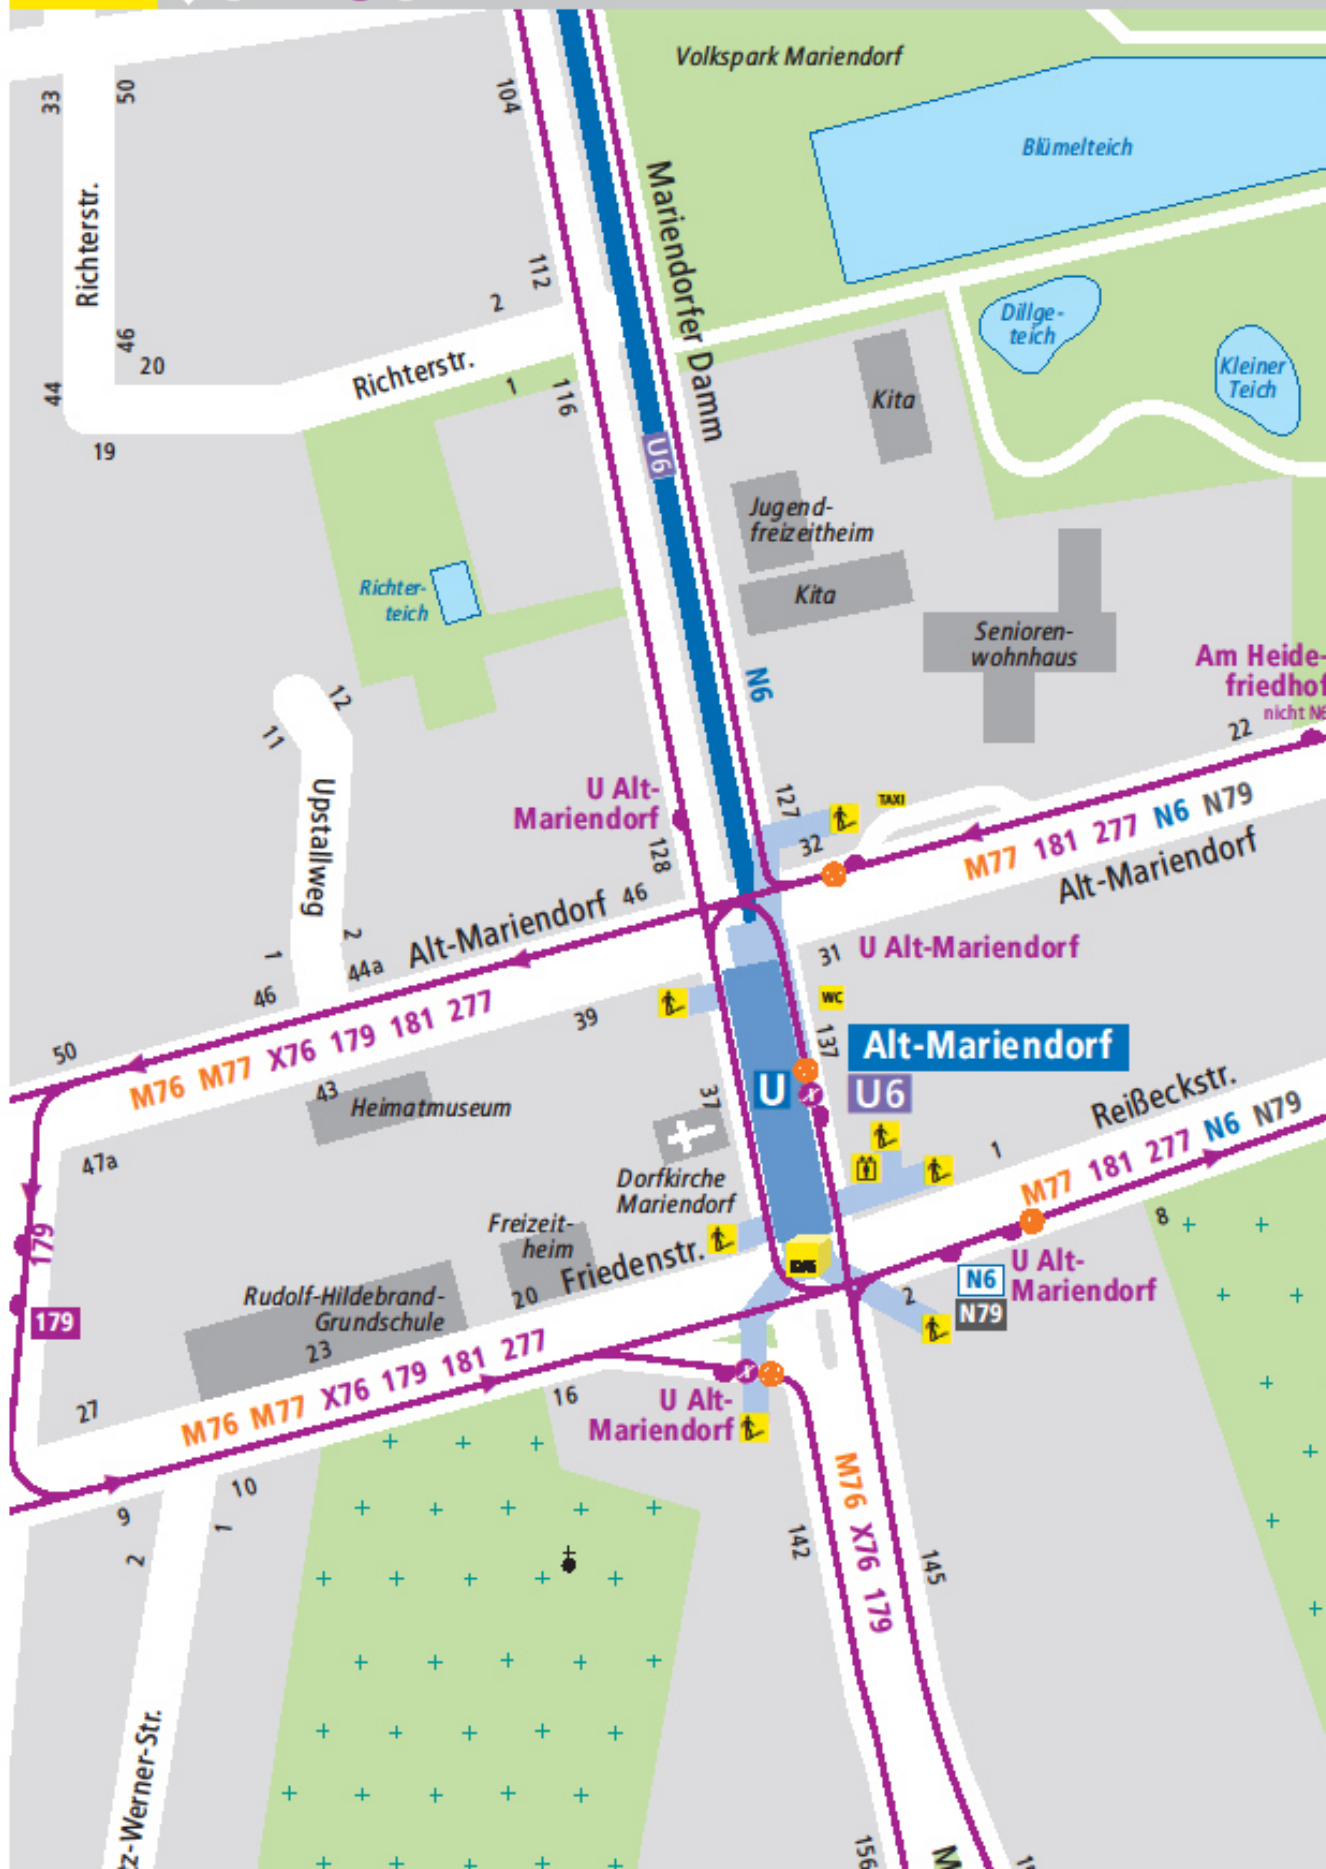 Volkspark Mariendorf
33
50
104
Blümelteich
Mariendorfer Damm
Richterstr.
112
2
46
20
Richterstr.
1
116
44
19
Dillge-
teich
Kleiner
Teich
Kita
U6
Jugend-
freizeitheim
Kita
Richter-
teich
Senioren-
wohnhaus
Am Heide-
friedhof
nicht N6
N6
12
11
22
Upstallweg
U Alt-
Mariendorf
127
TAXI
32
128
M77 181 277 N6 N79
Alt-Mariendorf
46
Alt-Mariendorf
1
2
44a
46
31
U Alt-Mariendorf
WC
39
50
M76 M77 X76 179 181 277
137
Alt-Mariendorf
U
U6
43
Heimatmuseum
37
Reißeckstr.
47a
1
M77 181 277 N6 N79
Dorfkirche
Mariendorf
8
179
Freizeit-
heim
Friedenstr.
BVG
U Alt-
Mariendorf
N6
N79
2
179
Rudolf-Hildebrand-
Grundschule
20
23
M76 M77 X76 179 181 277
27
16
U Alt-
Mariendorf
10
9
1
2
M76 X76 179
142
145
tz-Werner-Str.
156
M